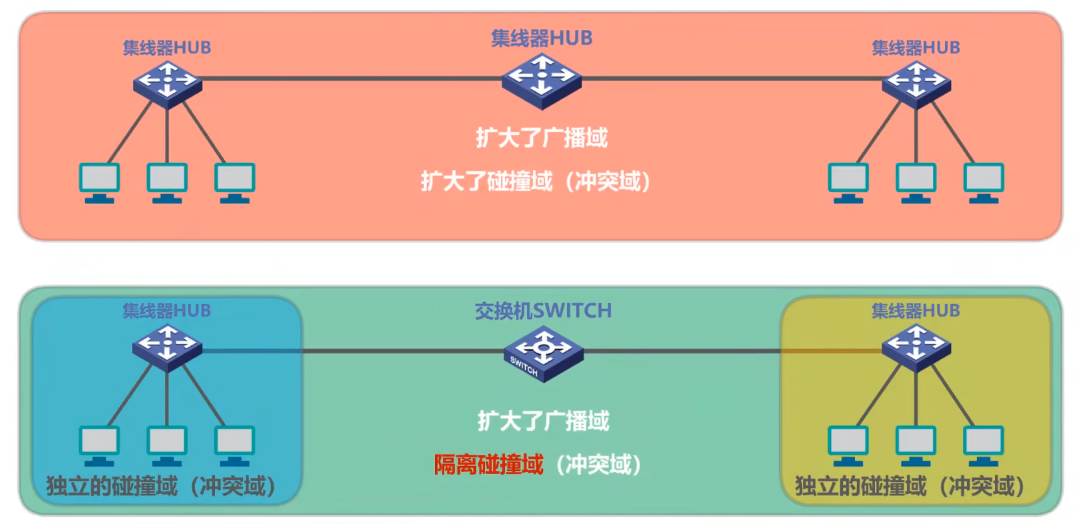 集线器HUB
集线器HUB
集线器HUB
扩大了广播域
扩大了碰撞域（冲突域）
集线器HUB
交换机SWITCH
集线器HUB
SWITCH
扩大了广播域
隔离碰撞域（冲突域）
独立的碰撞域（冲突域）
独立的碰撞域（冲突域）